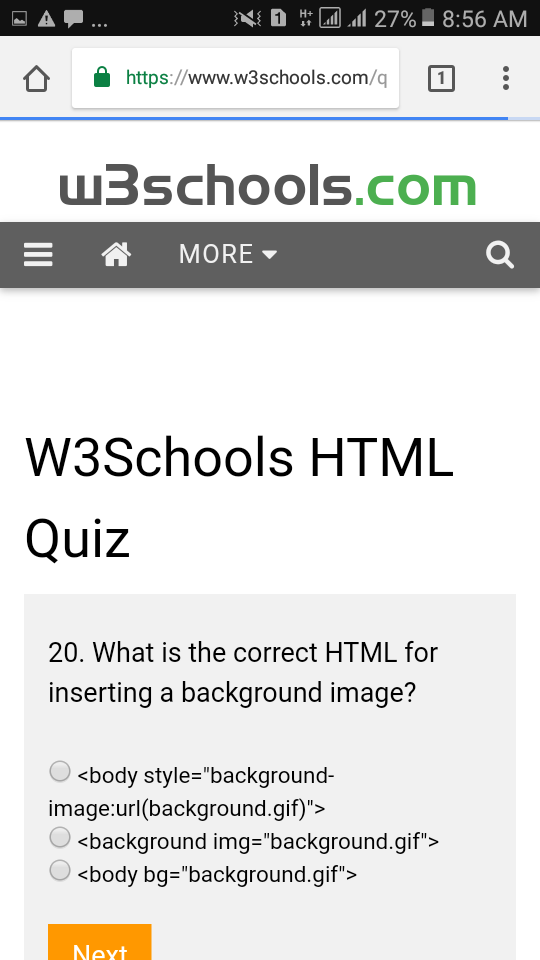 ... 1 H+ 27% 8:56 AM
https://www.w3schools.com/q 1
w3schools.com
MORE
W3Schools HTML
Quiz
20. What is the correct HTML for
inserting a background image?
<body style="background-
image:url(background.gif)">
<background img="background.gif">
<body bg="background.gif">
Next